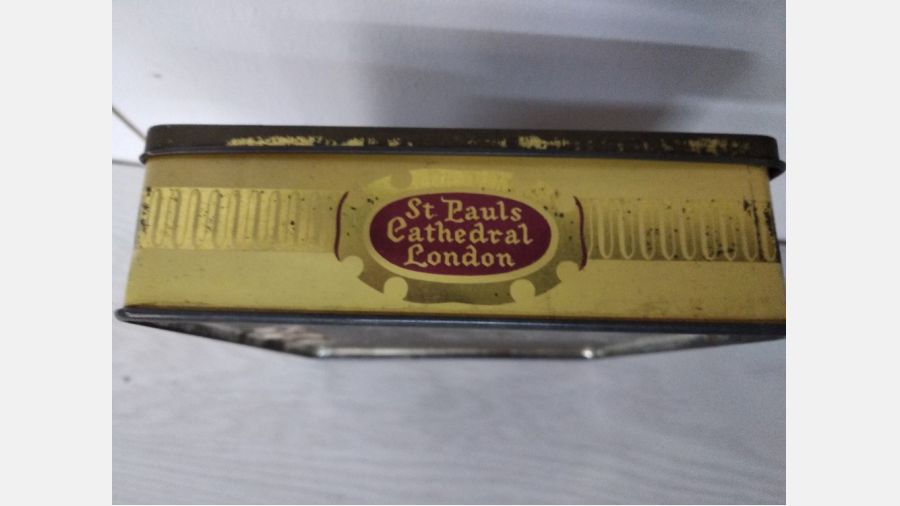 St. Pauls
Cathedral
London